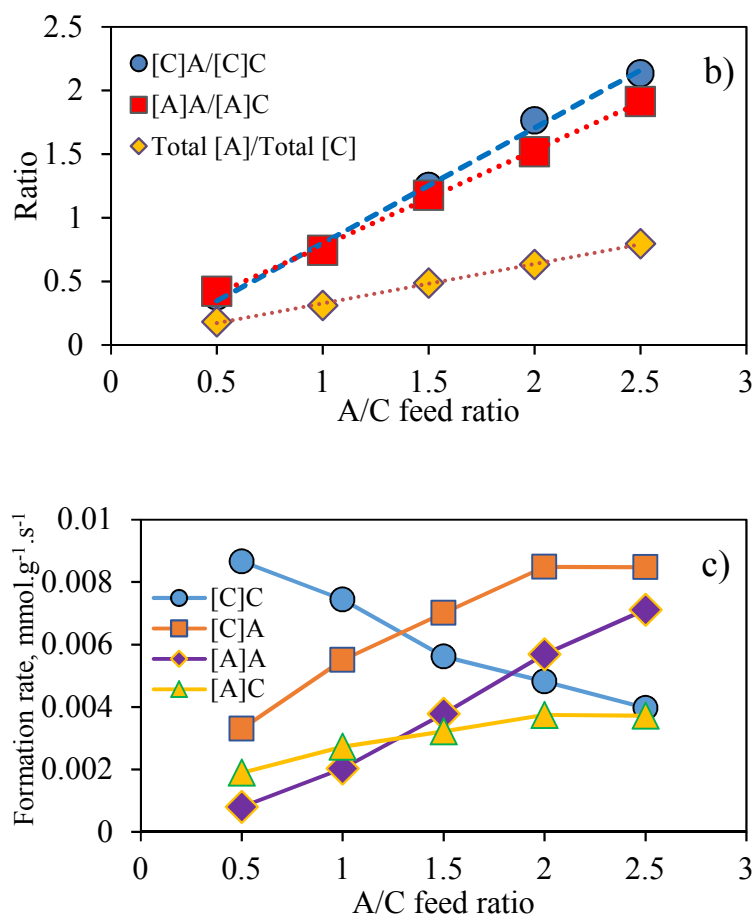 2.5
b)
[C]A/[C]C
2
[A]A/[A]C
Total [A]/Total [C]
1.5
Ratio
1
0.5
0
0 0.5 1 1.5 2 2.5 3
A/C feed ratio
0.01
c)
Formation rate, mmol.g-1.s-1
0.008
[C]C
[C]A
0.006
[A]A
[A]C
0.004
0.002
0
0 0.5 1 1.5 2 2.5 3
A/C feed ratio